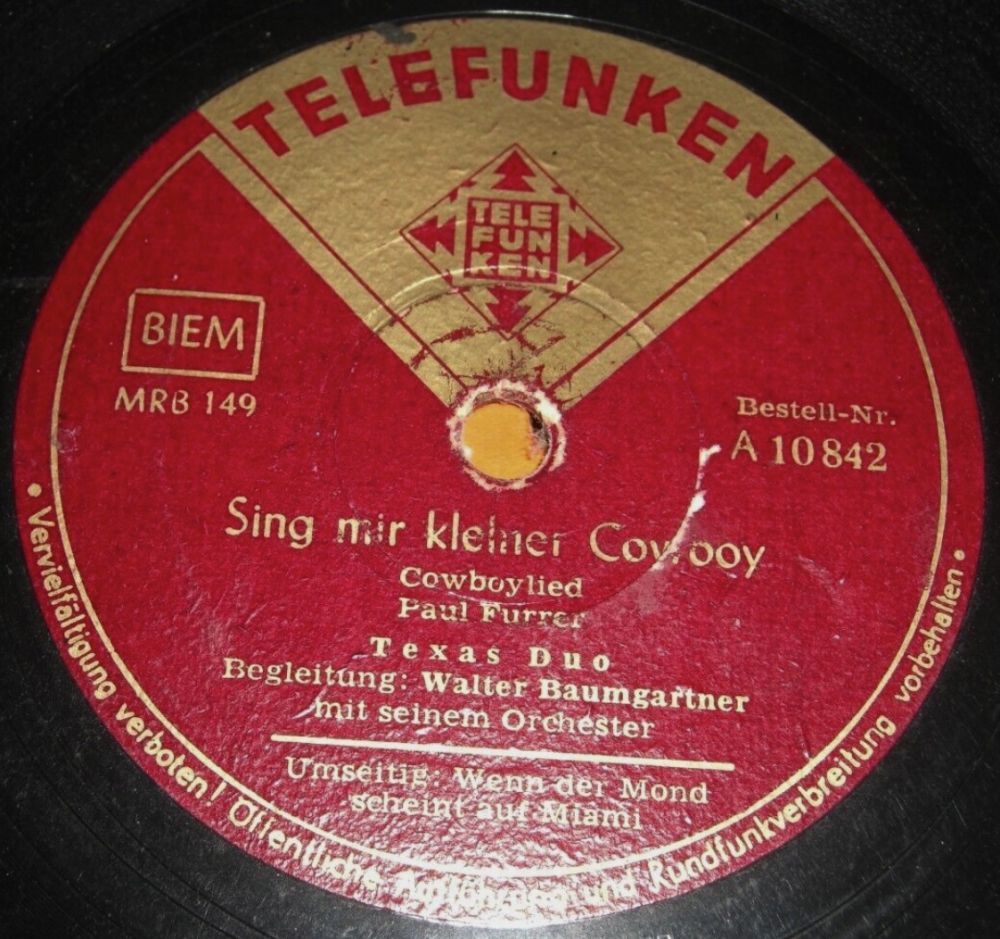 TELEFUNKEN
TELE
FUN
KEN
BIEM
MRB 149
Bestell-Nr.
A 10842
Sing mir kleiner Cowboy
Cowboylied
Paul Furrer
Texas Duo
Begleitung: Walter Baumgartner
mit seinem Orchester
Umseitig: Wenn der Mond
scheint auf Miami
• Vervielfältigung verboten! Öffentliche Aufführung und Rundfunkverbreitung vorbehalten •